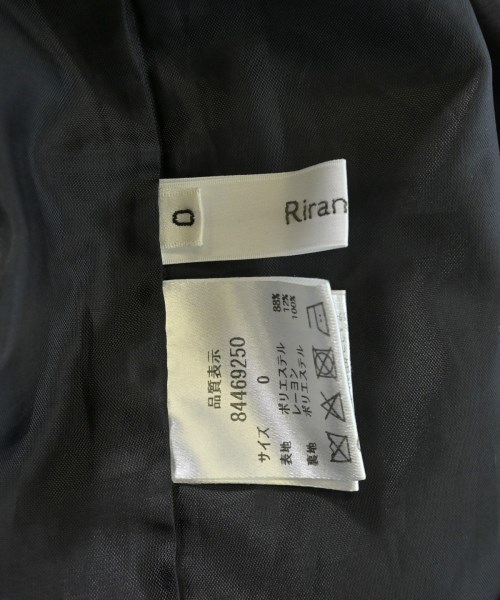 0
Riran
品質表示
84469250
サイズ 0
表地 ポリエステル 88%
レーヨン 12%
裏地 ポリエステル 100%